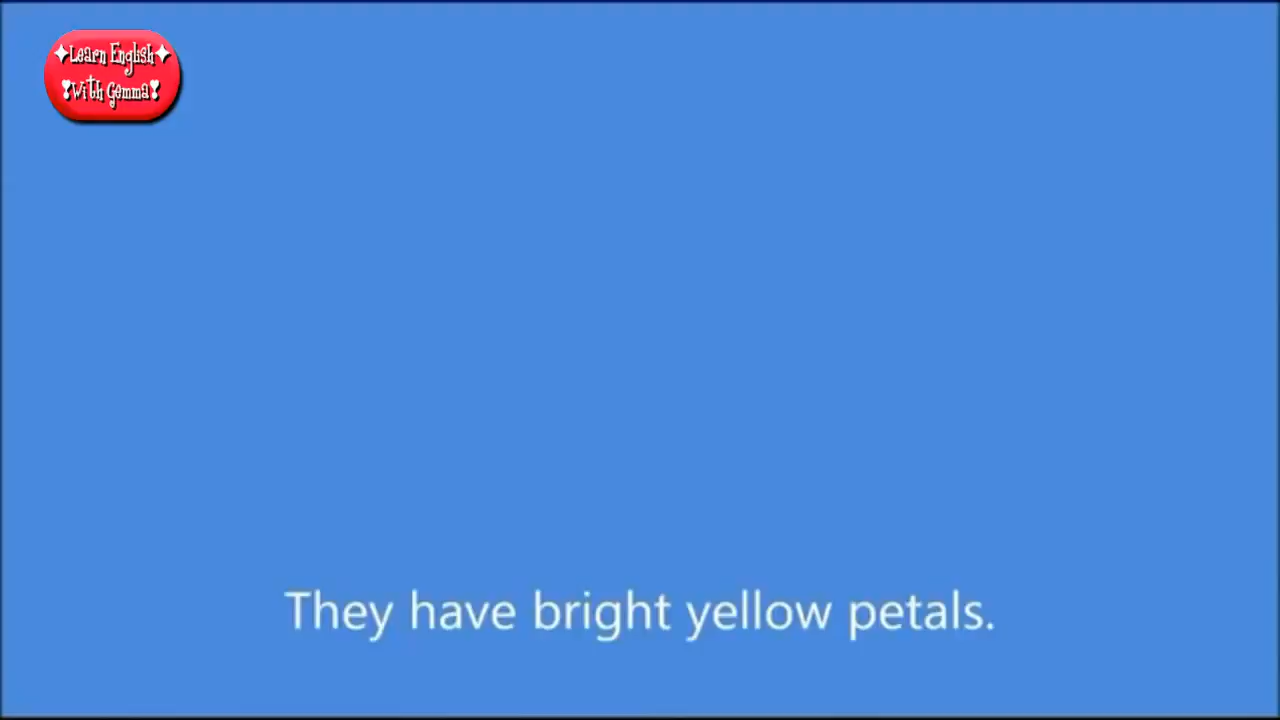 ✦Learn English✦
❣With Gemma❣
They have bright yellow petals.